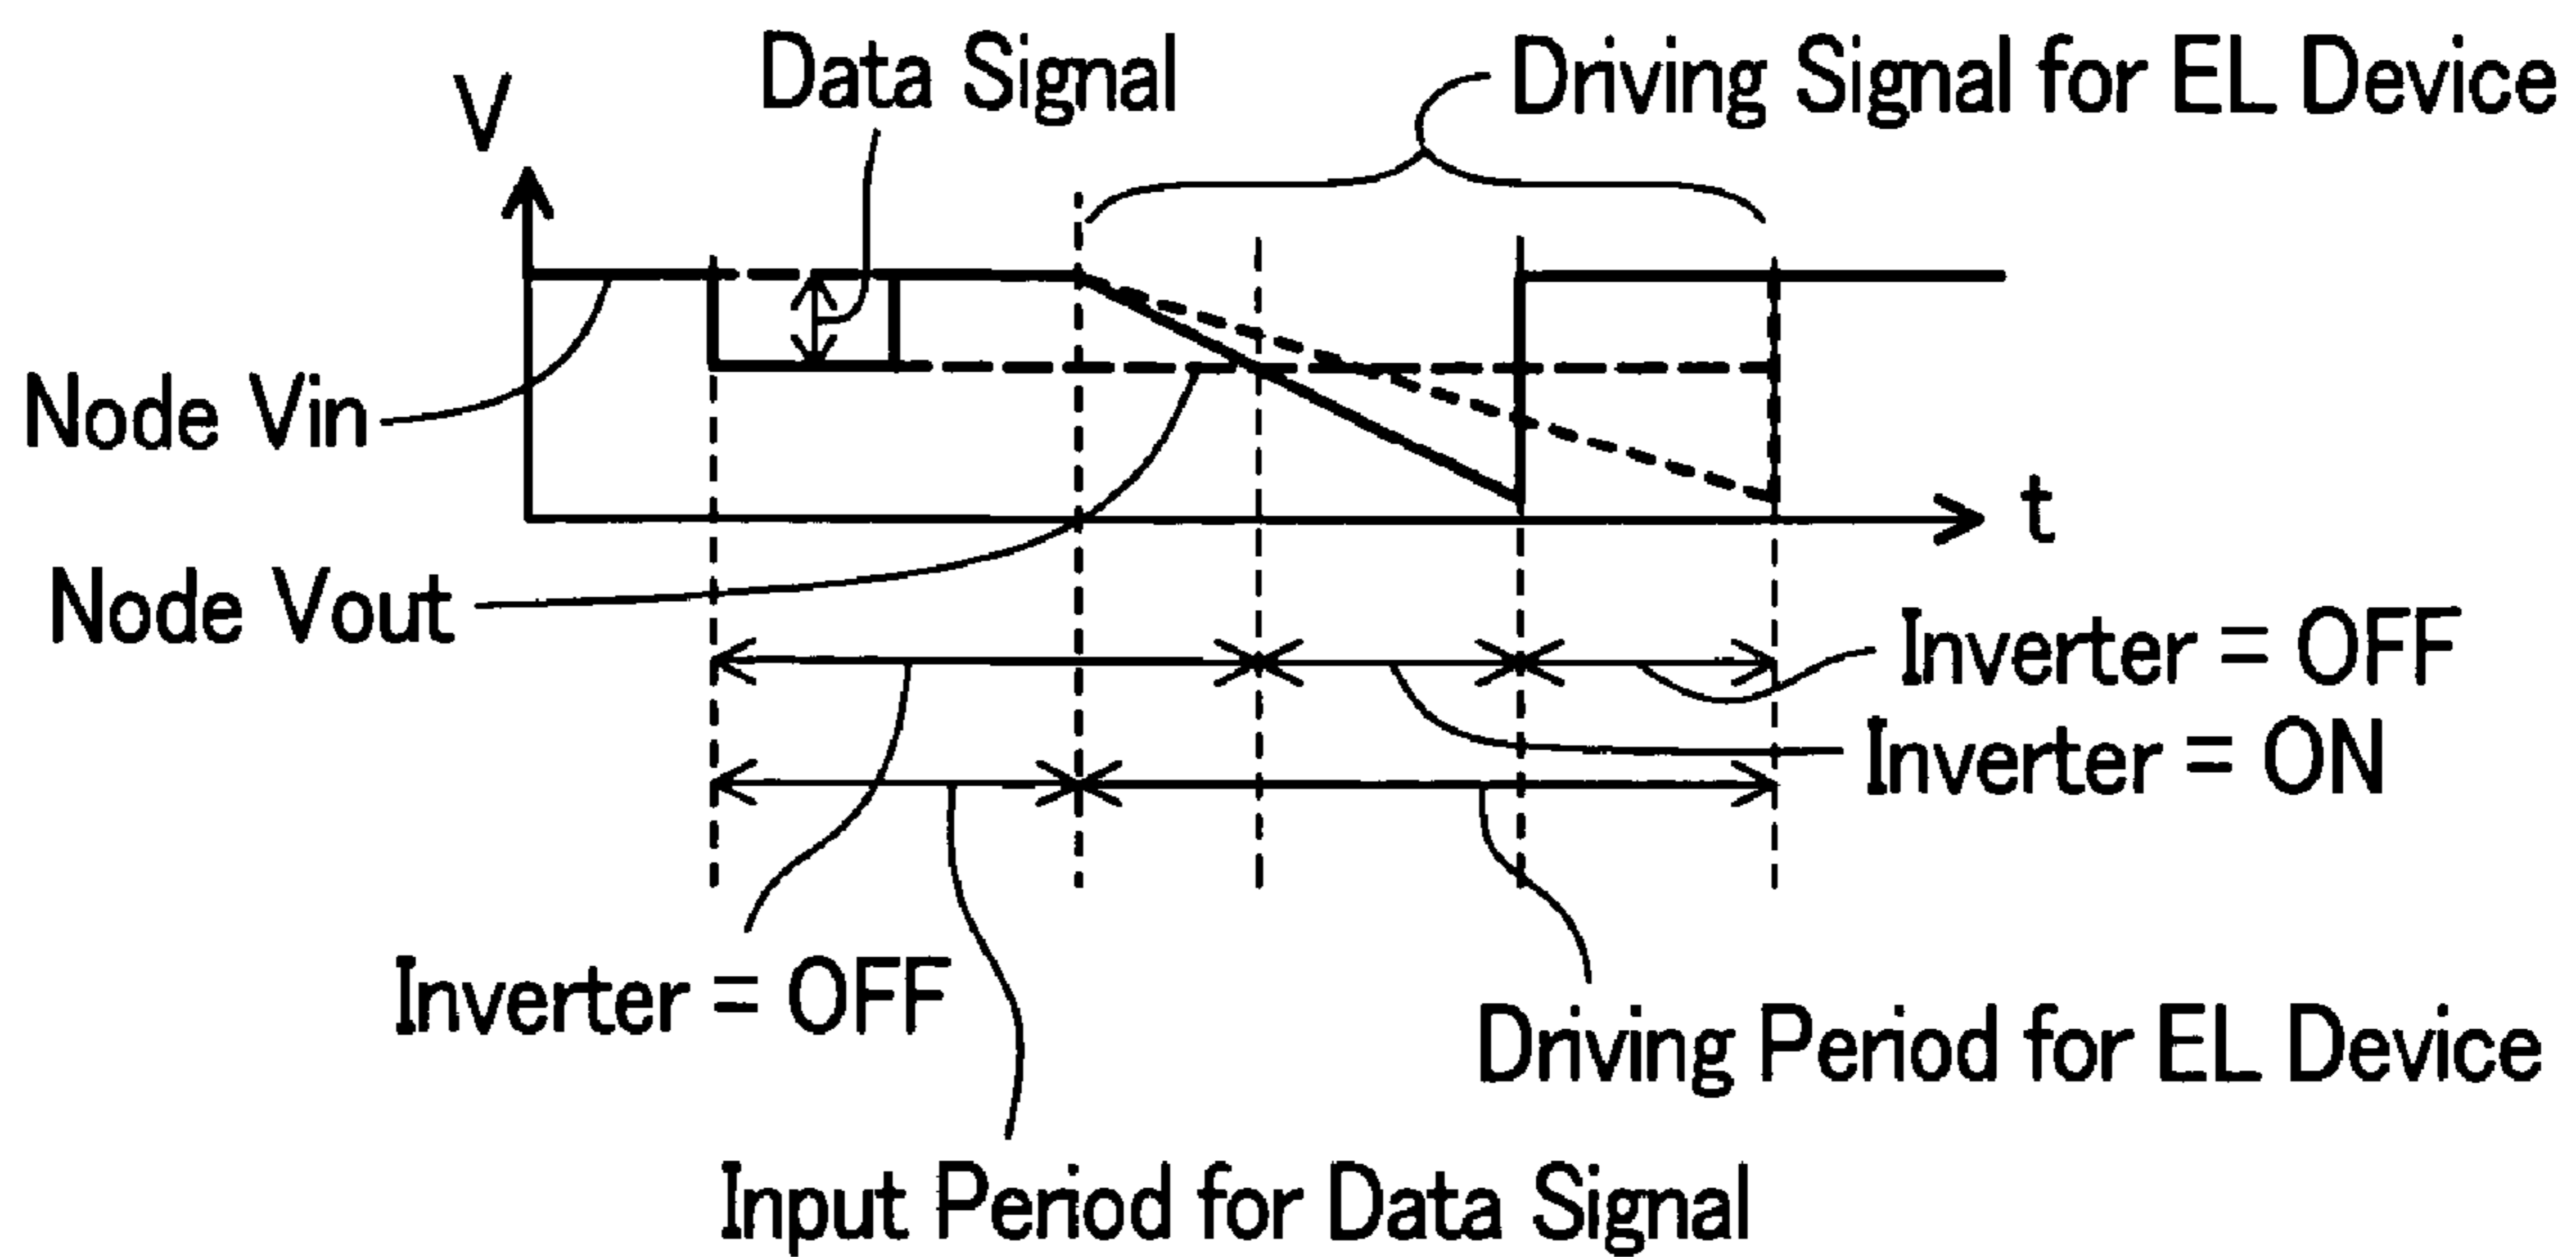 Data Signal
Driving Signal for EL Device
V
Node Vin
t
Node Vout
Inverter = OFF
Inverter = ON
Inverter = OFF
Driving Period for EL Device
Input Period for Data Signal